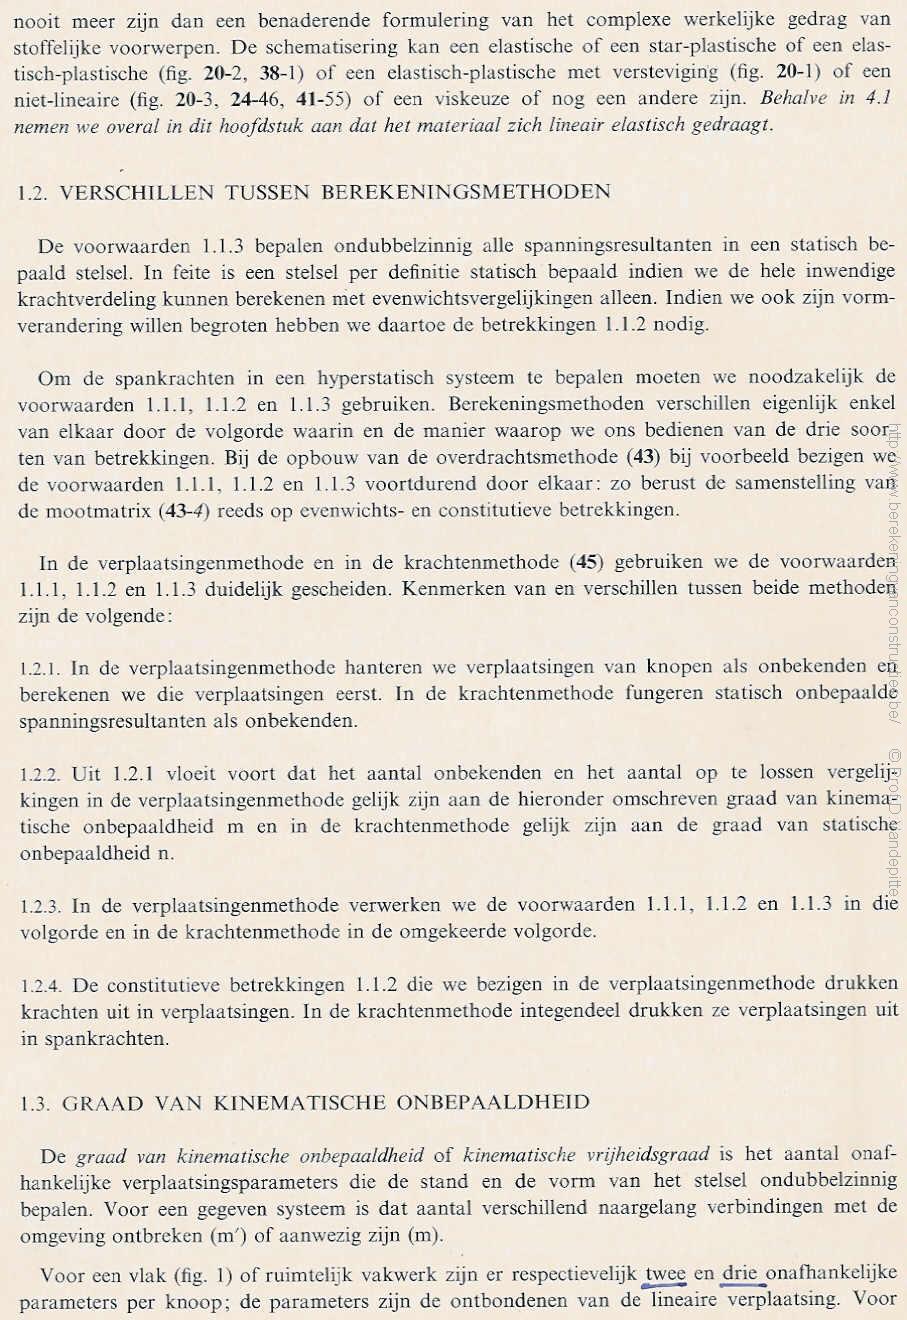 nooit meer zijn dan een benaderende formulering van het complexe werkelijke gedrag van
stoffelijke voorwerpen. De schematisering kan een elastische of een star-plastische of een elas-
tisch-plastische (fig. 20-2, 38-1) of een elastisch-plastische met versteviging (fig. 20-1) of een
niet-lineaire (fig. 20-3, 24-46, 41-55) of een viskeuze of nog een andere zijn. Behalve in 4.1
nemen we overal in dit hoofdstuk aan dat het materiaal zich lineair elastisch gedraagt.
1.2. VERSCHILLEN TUSSEN BEREKENINGSMETHODEN
De voorwaarden 1.1.3 bepalen ondubbelzinnig alle spanningsresultanten in een statisch be-
paald stelsel. In feite is een stelsel per definitie statisch bepaald indien we de hele inwendige
krachtverdeling kunnen berekenen met evenwichtsvergelijkingen alleen. Indien we ook zijn vorm-
verandering willen begroten hebben we daartoe de betrekkingen 1.1.2 nodig.
Om de spankrachten in een hyperstatisch systeem te bepalen moeten we noodzakelijk de
voorwaarden 1.1.1, 1.1.2 en 1.1.3 gebruiken. Berekeningsmethoden verschillen eigenlijk enkel
van elkaar door de volgorde waarin en de manier waarop we ons bedienen van de drie soor-
ten van betrekkingen. Bij de opbouw van de overdrachtsmethode (43) bij voorbeeld bezigen we
de voorwaarden 1.1.1, 1.1.2 en 1.1.3 voortdurend door elkaar: zo berust de samenstelling van
de mootmatrix (43-4) reeds op evenwichts- en constitutieve betrekkingen.
In de verplaatsingenmethode en in de krachtenmethode (45) gebruiken we de voorwaarden
1.1.1, 1.1.2 en 1.1.3 duidelijk gescheiden. Kenmerken van en verschillen tussen beide methoden
zijn de volgende:
1.2.1. In de verplaatsingenmethode hanteren we verplaatsingen van knopen als onbekenden en
berekenen we die verplaatsingen eerst. In de krachtenmethode fungeren statisch onbepaalde
spanningsresultanten als onbekenden.
1.2.2. Uit 1.2.1 vloeit voort dat het aantal onbekenden en het aantal op te lossen vergelij-
kingen in de verplaatsingenmethode gelijk zijn aan de hieronder omschreven graad van kinema-
tische onbepaaldheid m en in de krachtenmethode gelijk zijn aan de graad van statische
onbepaaldheid n.
1.2.3. In de verplaatsingenmethode verwerken we de voorwaarden 1.1.1, 1.1.2 en 1.1.3 in die
volgorde en in de krachtenmethode in de omgekeerde volgorde.
1.2.4. De constitutieve betrekkingen 1.1.2 die we bezigen in de verplaatsingenmethode drukken
krachten uit in verplaatsingen. In de krachtenmethode integendeel drukken ze verplaatsingen uit
in spankrachten.
1.3. GRAAD VAN KINEMATISCHE ONBEPAALDHEID
De graad van kinematische onbepaaldheid of kinematische vrijheidsgraad is het aantal onaf-
hankelijke verplaatsingsparameters die de stand en de vorm van het stelsel ondubbelzinnig
bepalen. Voor een gegeven systeem is dat aantal verschillend naargelang verbindingen met de
omgeving ontbreken (m′) of aanwezig zijn (m).
Voor een vlak (fig. 1) of ruimtelijk vakwerk zijn er respectievelijk twee en drie onafhankelijke
parameters per knoop; de parameters zijn de ontbondenen van de lineaire verplaatsing. Voor
http://www.berekeningvanconstructies.be/ © Prof.D.Vandepitte